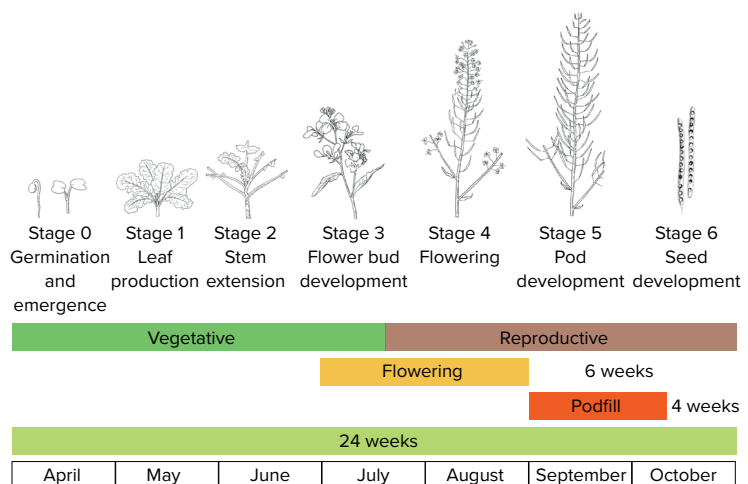 Stage 0
Germination
and
emergence
Stage 1
Leaf
production
Stage 2
Stem
extension
Stage 3
Flower bud
development
Stage 4
Flowering
Stage 5
Pod
development
Stage 6
Seed
development
Vegetative
Reproductive
Flowering
6 weeks
Podfill
4 weeks
24 weeks
April
May
June
July
August
September
October